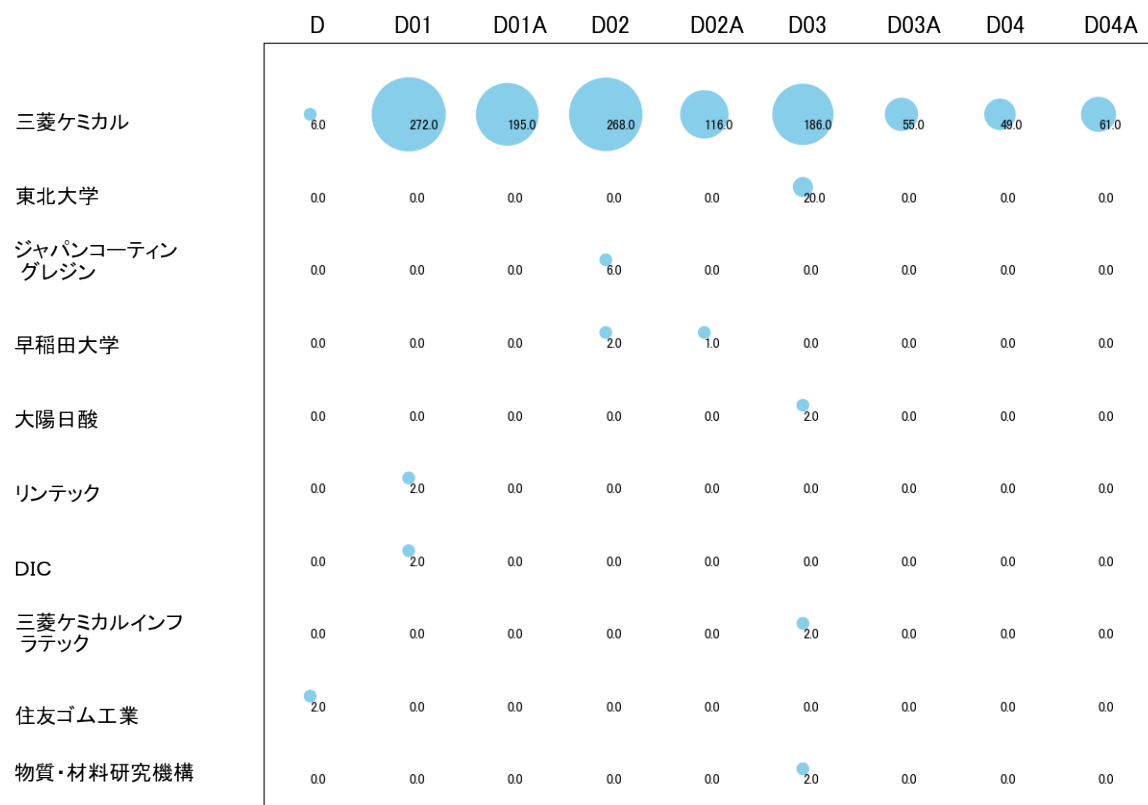 D D01 D01A D02 D02A D03 D03A D04 D04A
三菱ケミカル 6.0 272.0 195.0 268.0 116.0 186.0 55.0 49.0 61.0
東北大学 0.0 0.0 0.0 0.0 0.0 20.0 0.0 0.0 0.0
ジャパンコーティン
グレジン 0.0 0.0 0.0 6.0 0.0 0.0 0.0 0.0 0.0
早稲田大学 0.0 0.0 0.0 2.0 1.0 0.0 0.0 0.0 0.0
大陽日酸 0.0 0.0 0.0 0.0 0.0 2.0 0.0 0.0 0.0
リンテック 0.0 2.0 0.0 0.0 0.0 0.0 0.0 0.0 0.0
DIC 0.0 2.0 0.0 0.0 0.0 0.0 0.0 0.0 0.0
三菱ケミカルインフ
ラテック 0.0 0.0 0.0 0.0 0.0 2.0 0.0 0.0 0.0
住友ゴム工業 2.0 0.0 0.0 0.0 0.0 0.0 0.0 0.0 0.0
物質・材料研究機構 0.0 0.0 0.0 0.0 0.0 2.0 0.0 0.0 0.0